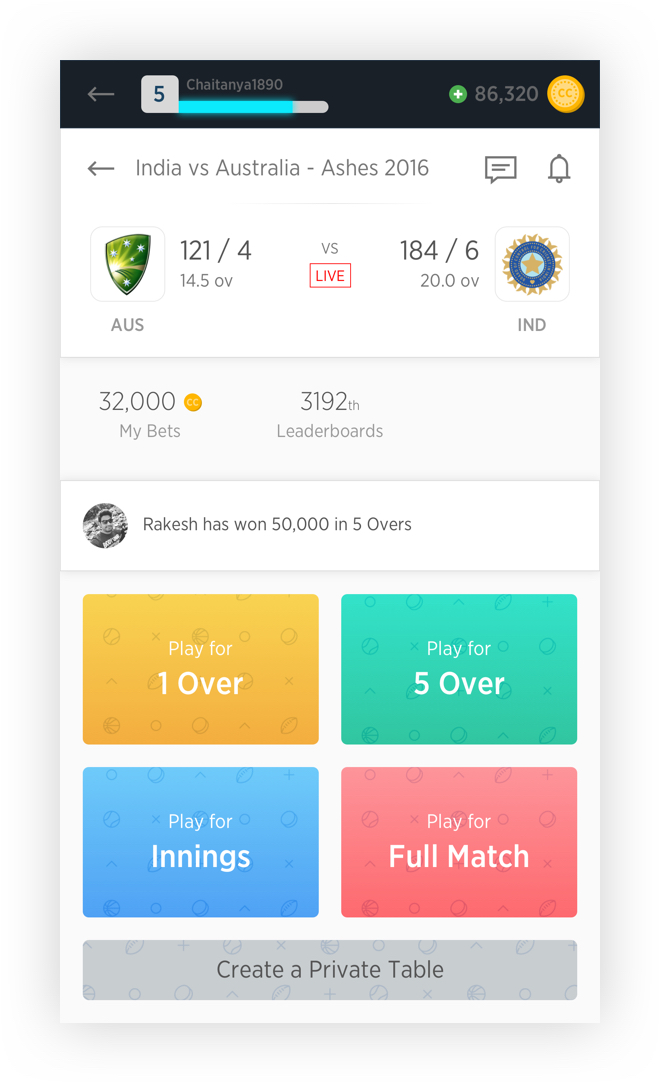 5
Chaitanya1890
86,320
CC
India vs Australia - Ashes 2016
121 / 4
VS
184 / 6
14.5 ov
LIVE
20.0 ov
AUS
IND
32,000 CC
3192th
My Bets
Leaderboards
Rakesh has won 50,000 in 5 Overs
Play for
1 Over
Play for
5 Over
Play for
Innings
Play for
Full Match
Create a Private Table